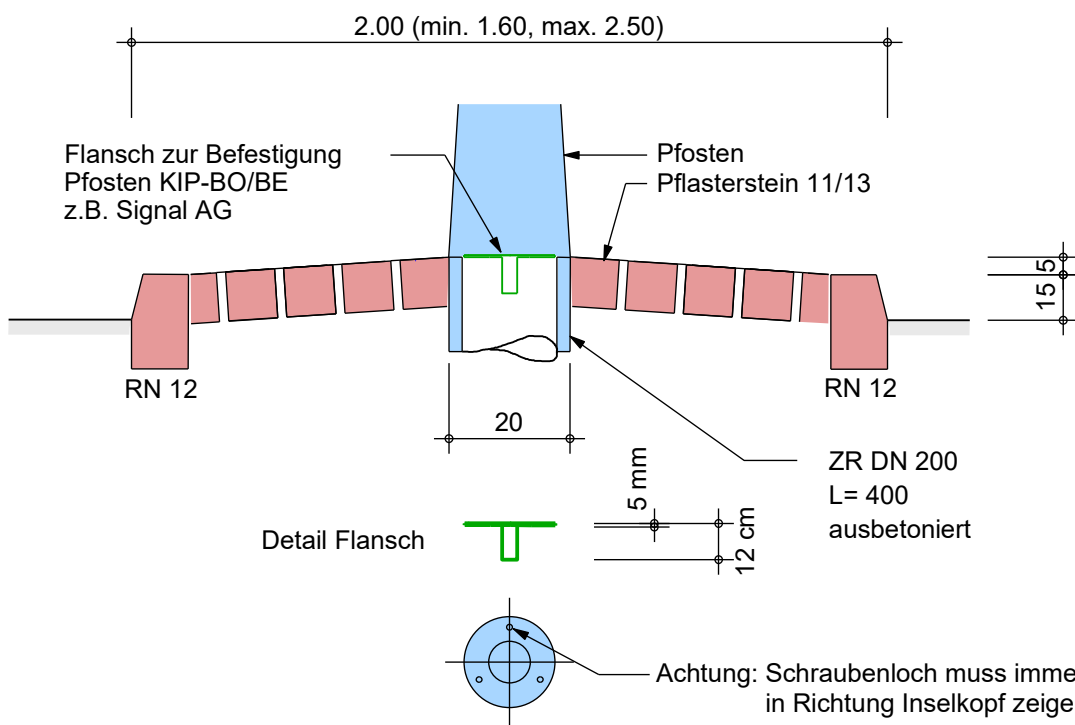 2.00 (min. 1.60, max. 2.50)
Flansch zur Befestigung
Pfosten KIP-BO/BE
z.B. Signal AG
Pfosten
Pflasterstein 11/13
5
15
RN 12
RN 12
20
ZR DN 200
L= 400
ausbetoniert
5 mm
12 cm
Detail Flansch
Achtung: Schraubenloch muss imme
in Richtung Inselkopf zeige